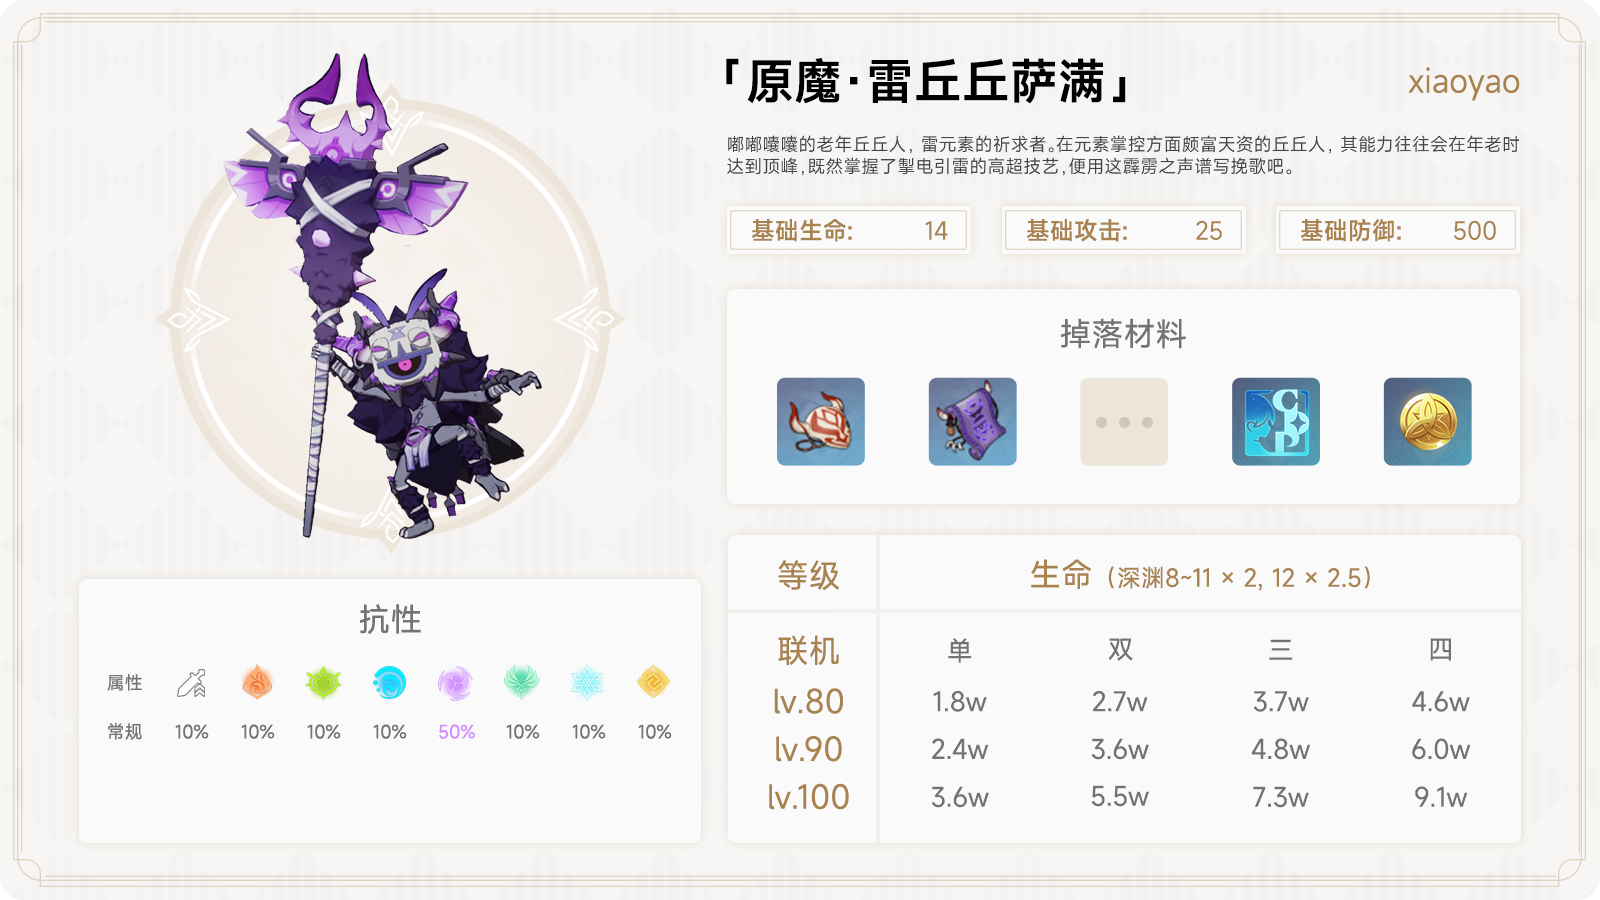 「原魔·雷丘丘萨满」
xiaoyao
嘟嘟囔囔的老年丘丘人，雷元素的祈求者。在元素掌控方面颇富天资的丘丘人，其能力往往会在年老时
达到顶峰，既然掌握了掣电引雷的高超技艺，便用这霹雳之声谱写挽歌吧。
基础生命: 14
基础攻击: 25
基础防御: 500
掉落材料
抗性
属性
常规 10% 10% 10% 10% 50% 10% 10% 10%
等级 生命（深渊8~11 × 2, 12 × 2.5）
联机 单 双 三 四
lv.80 1.8w 2.7w 3.7w 4.6w
lv.90 2.4w 3.6w 4.8w 6.0w
lv.100 3.6w 5.5w 7.3w 9.1w